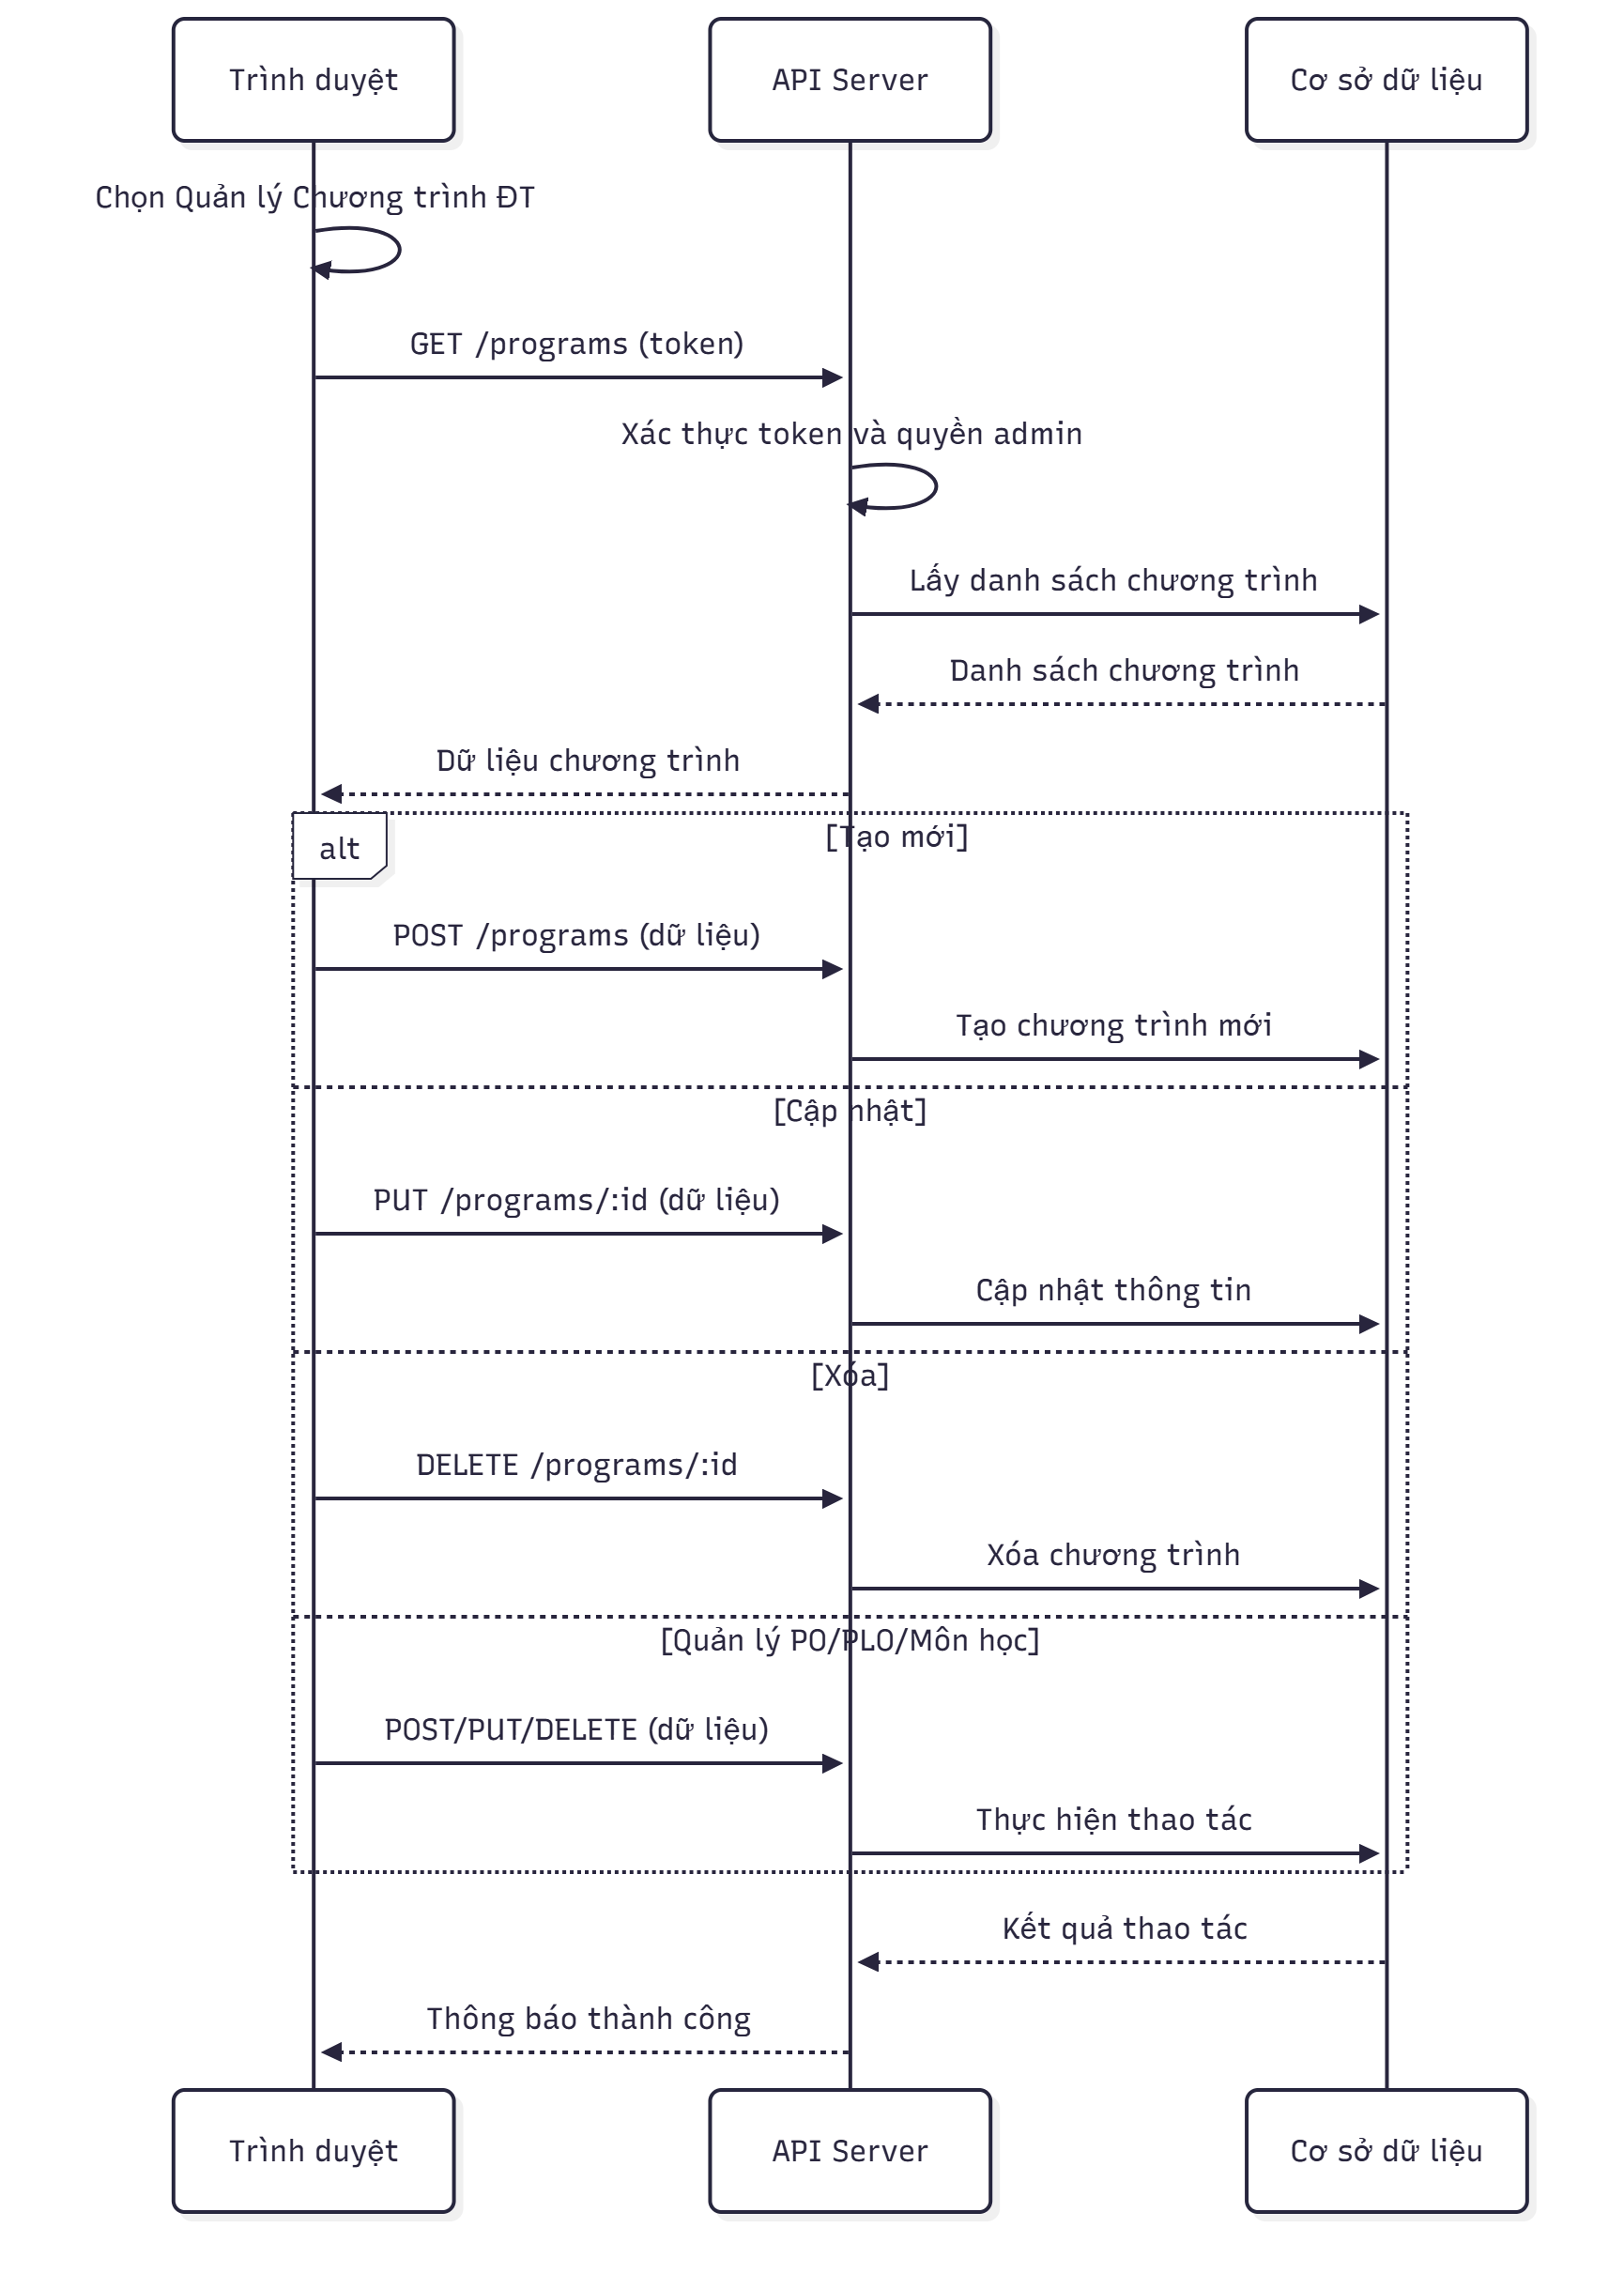 Trình duyệt
API Server
Cơ sở dữ liệu
Chọn Quản lý Chương trình ĐT
GET /programs (token)
Xác thực token và quyền admin
Lấy danh sách chương trình
Danh sách chương trình
Dữ liệu chương trình
alt
[Tạo mới]
POST /programs (dữ liệu)
Tạo chương trình mới
[Cập nhật]
PUT /programs/:id (dữ liệu)
Cập nhật thông tin
[Xóa]
DELETE /programs/:id
Xóa chương trình
[Quản lý PO/PLO/Môn học]
POST/PUT/DELETE (dữ liệu)
Thực hiện thao tác
Kết quả thao tác
Thông báo thành công
Trình duyệt
API Server
Cơ sở dữ liệu